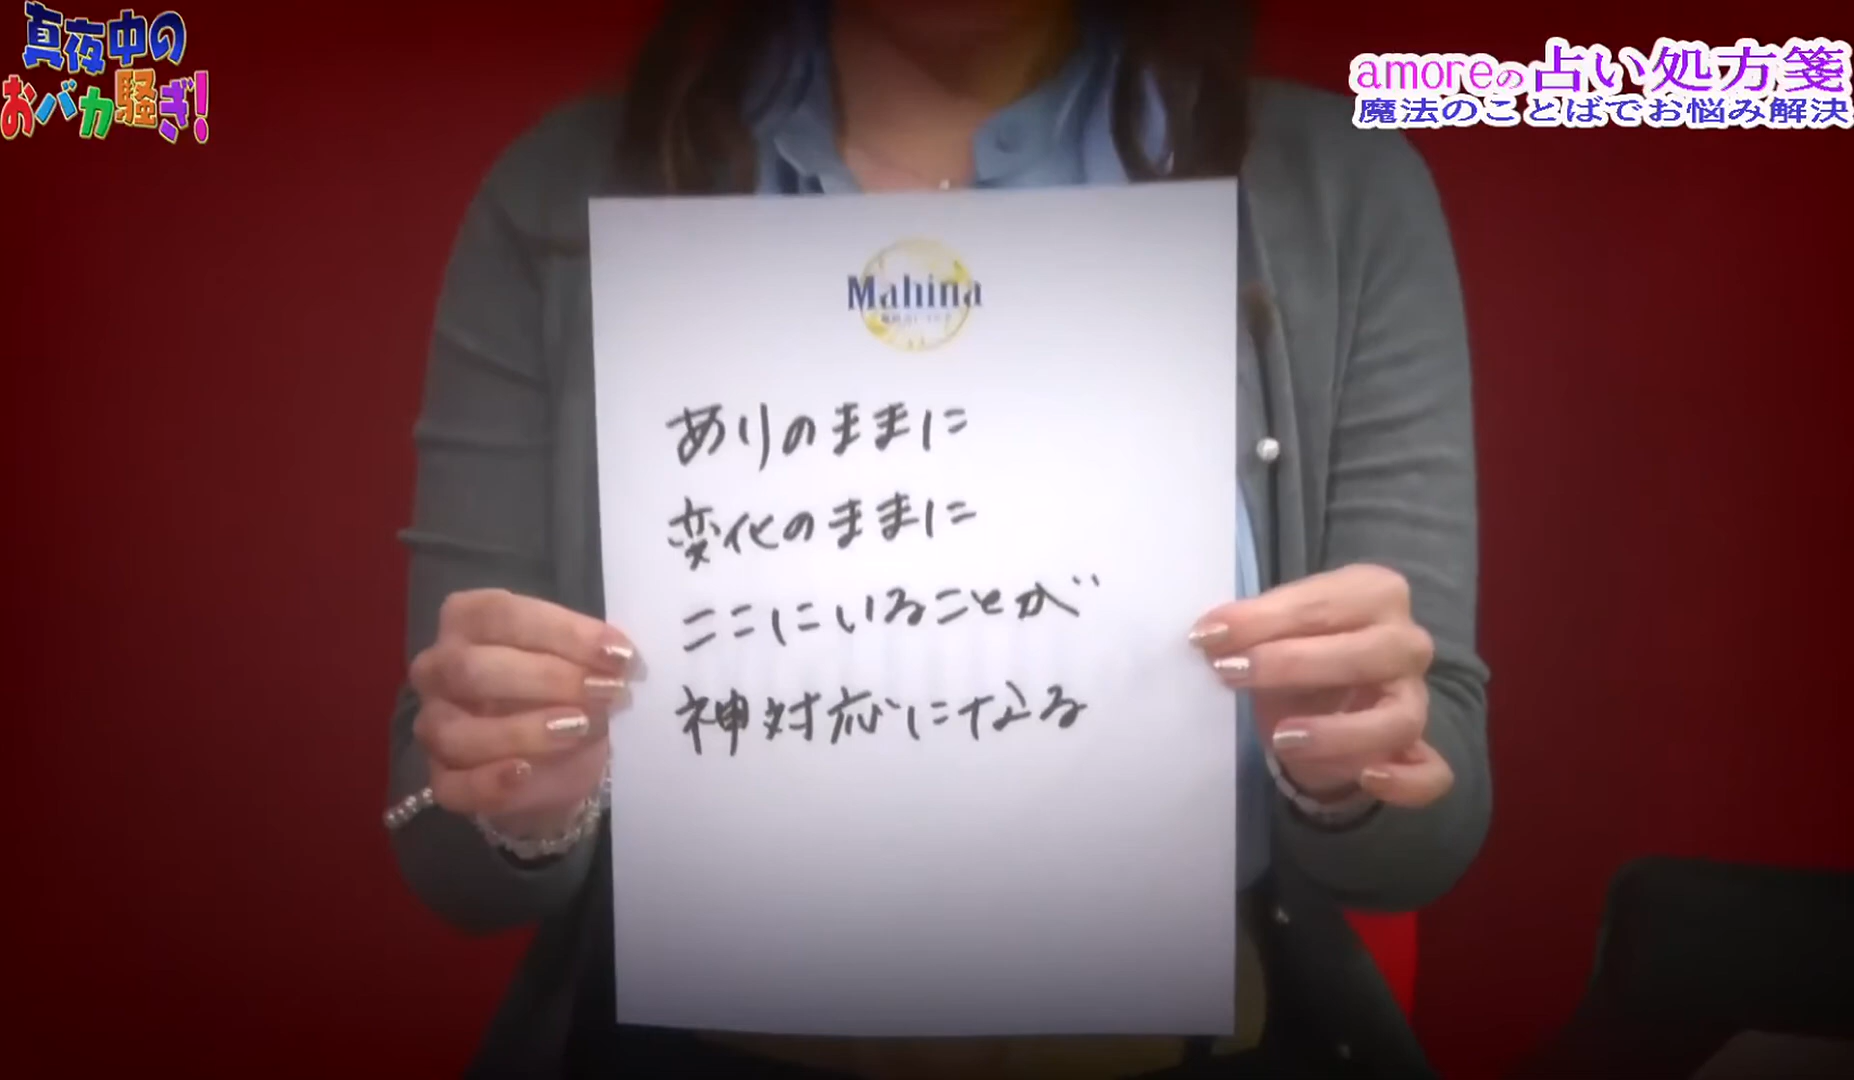 真夜中の
おバカ騒ぎ!
amoreの占い処方箋
魔法のことばでお悩み解決
Mahina
ありのままに
変化のままに
ここにいることが
神対応になる